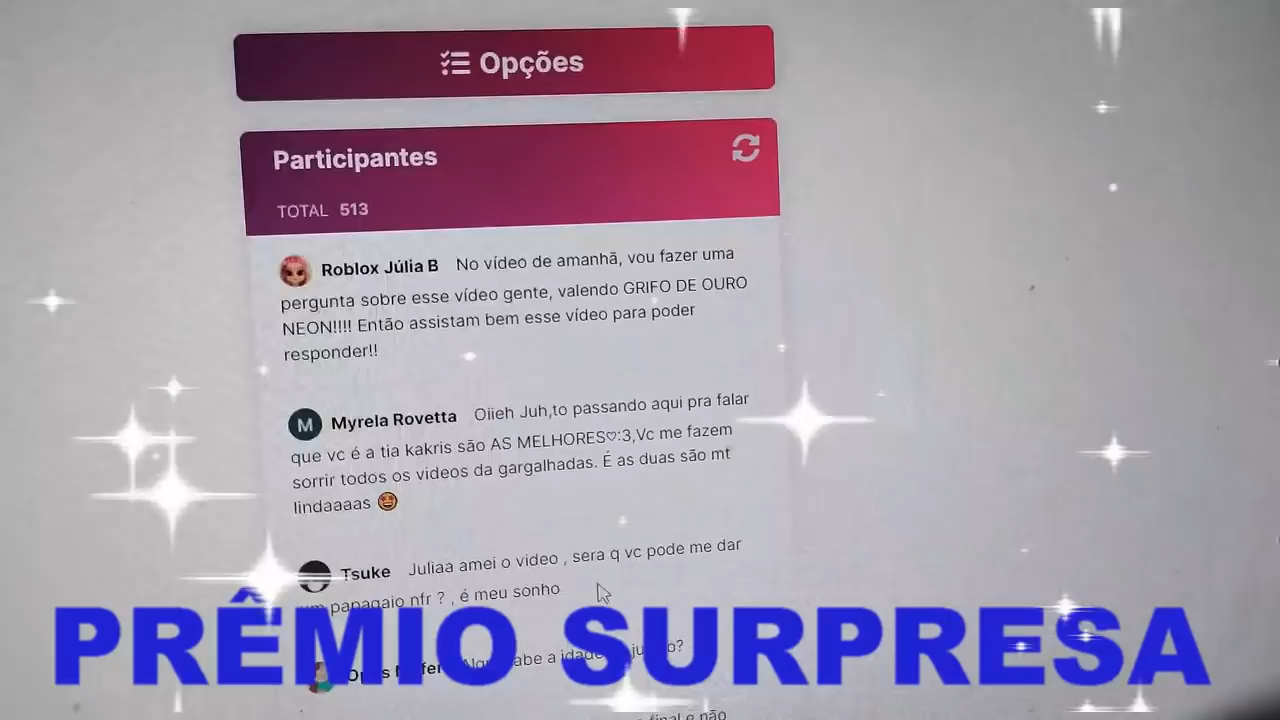 Opções
Participantes
TOTAL 513
Roblox Júlia B No vídeo de amanhã, vou fazer uma
pergunta sobre esse vídeo gente, valendo GRIFO DE OURO
NEON!!!! Então assistam bem esse vídeo para poder
responder!!
M Myrela Rovetta Oiieh Juh,to passando aqui pra falar
que vc é a tia kakris são AS MELHORES♡:3,Vc me fazem
sorrir todos os videos da gargalhadas. É as duas são mt
lindaaaas 🤩
Tsuke Juliaa amei o video , sera q vc pode me dar
papagaio nfr ? , é meu sonho
abe a idade
PRÊMIO SURPRESA
final e não